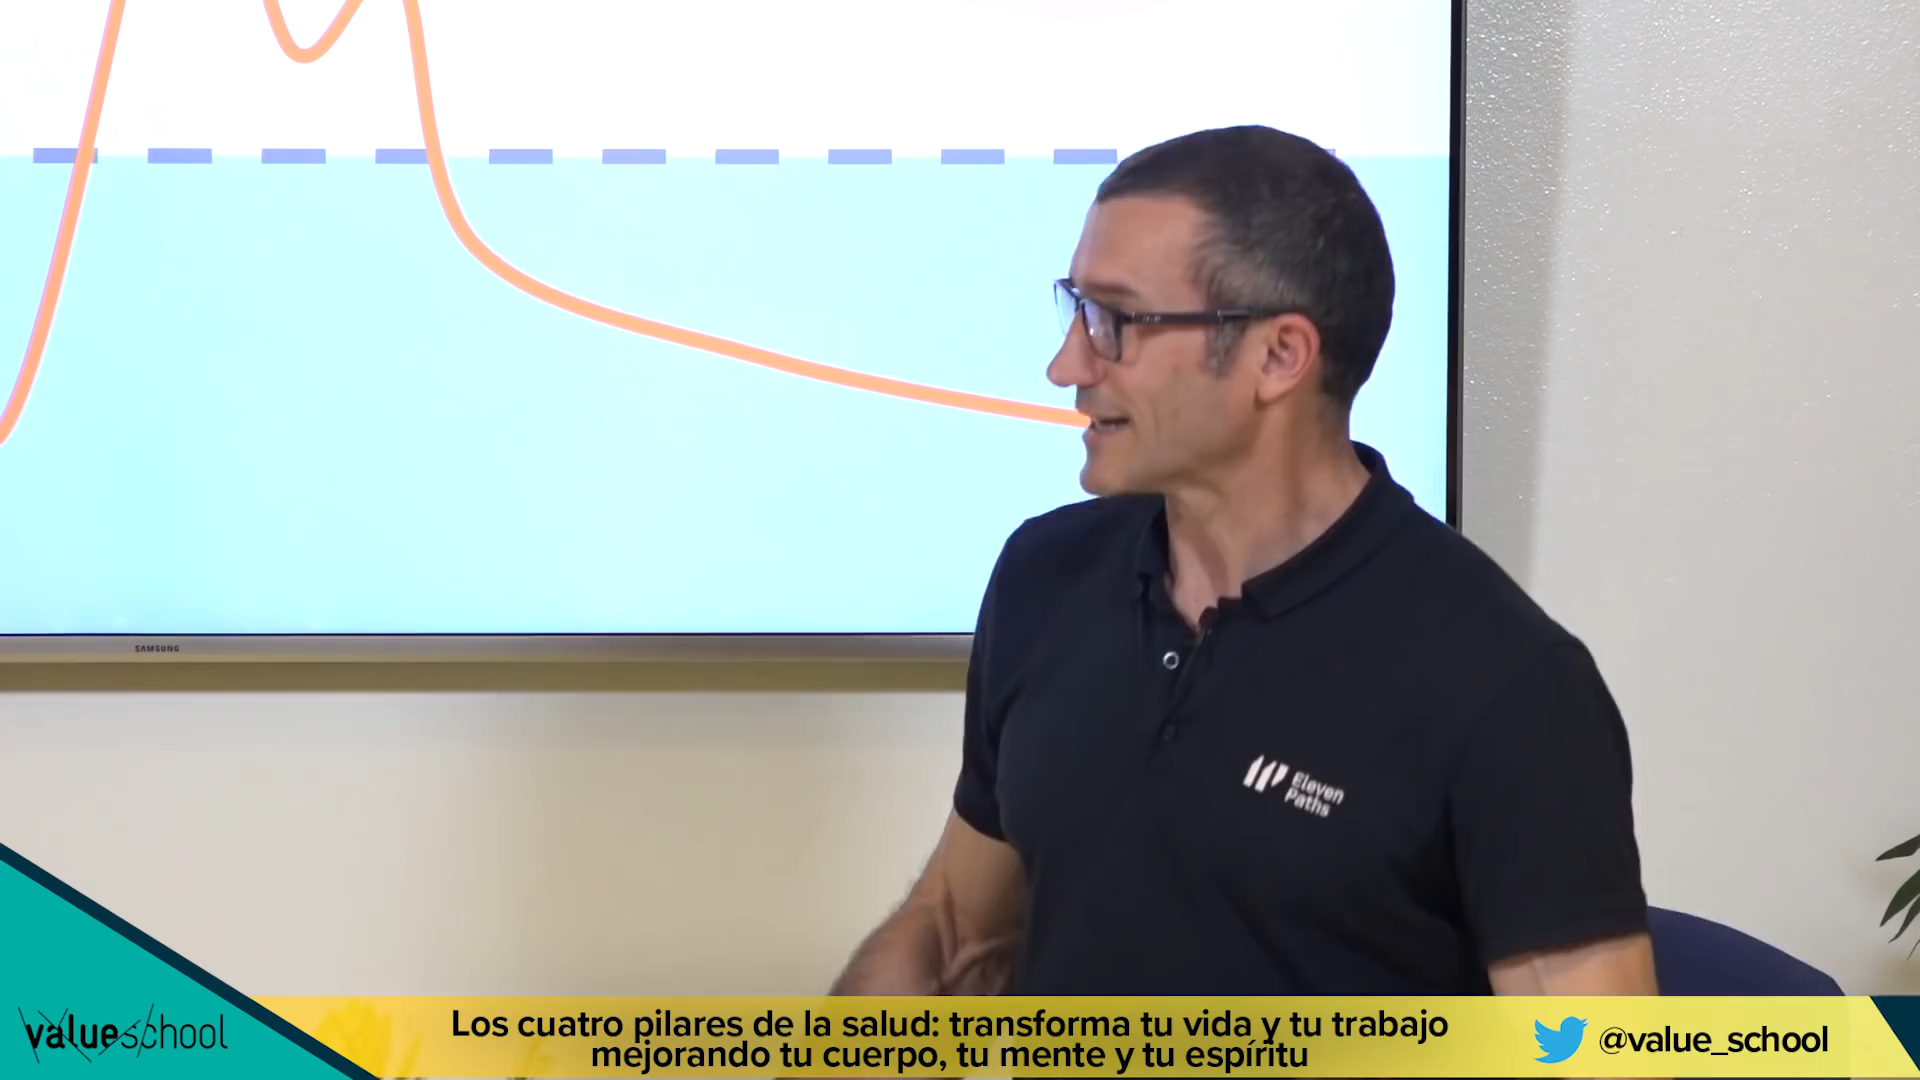 SAMSUNG
Eleven
Paths
valueschool
Los cuatro pilares de la salud: transforma tu vida y tu trabajo
mejorando tu cuerpo, tu mente y tu espíritu
@value_school